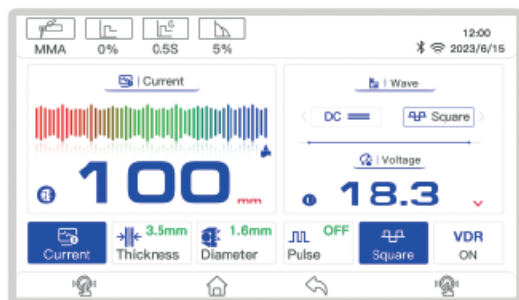 MMA 0% 0.5S 5%
12:00
2023/6/15
Current
Wave
DC Square
Voltage
100 mm
18.3
3.5mm 1.6mm OFF VDR
Current Thickness Diameter Pulse Square ON